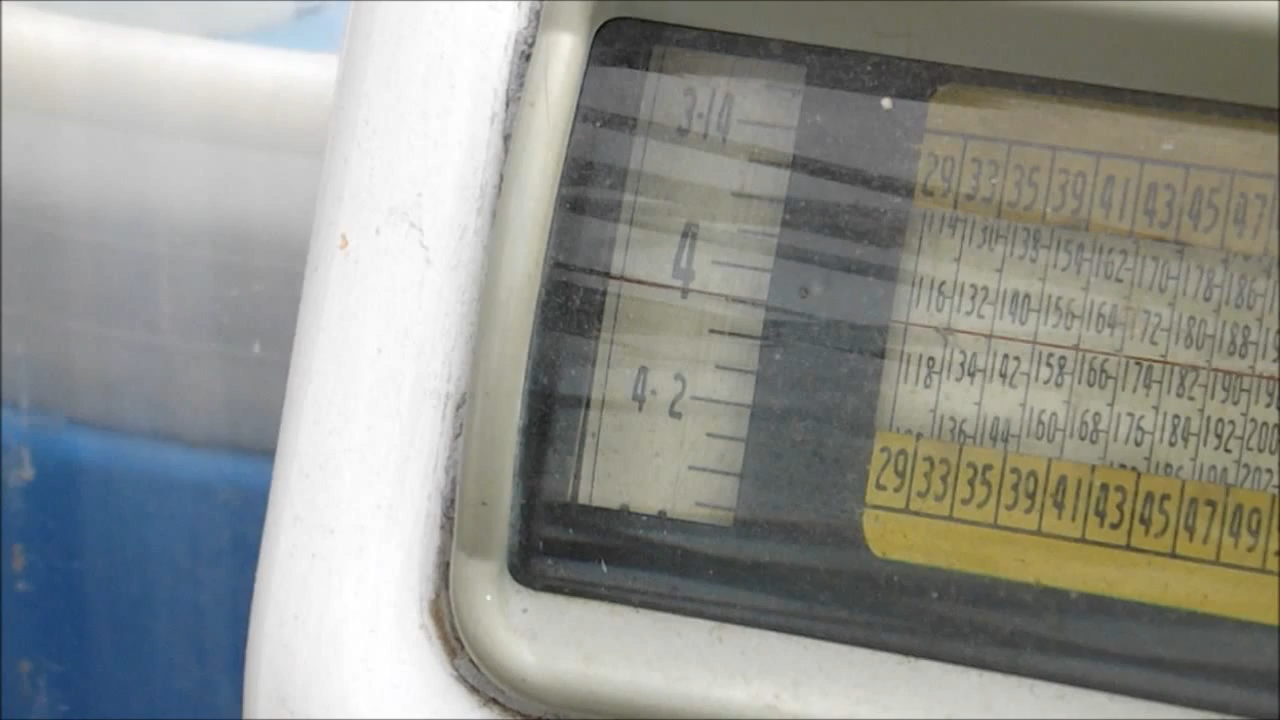 3·14
4
4·2
29 33 35 39 41 43 45 47
114 130 138 154 162 170 178 186
116 132 140 156 164 172 180 188
118 134 142 158 166 174 182 190
136 144 160 168 176 184 192 200
29 33 35 39 41 43 45 47 49